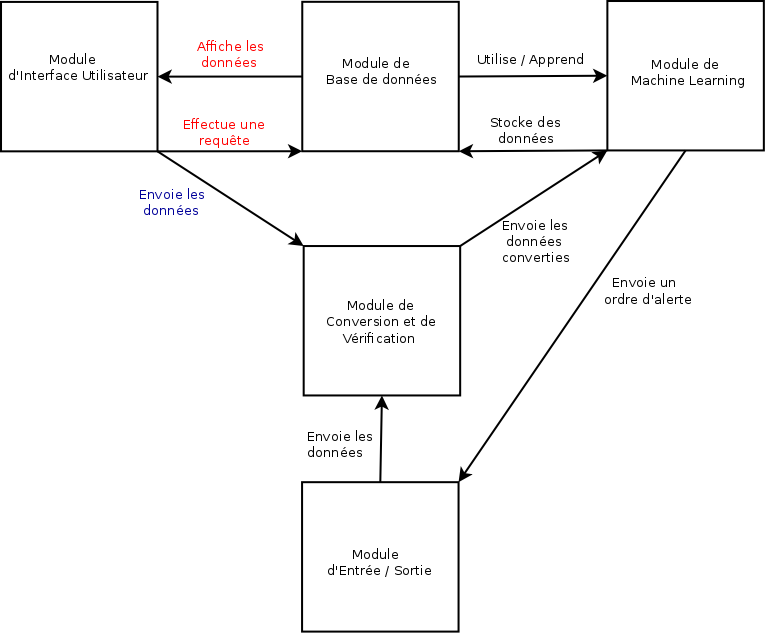 Module
d'Interface Utilisateur
Affiche les
données
Module de
Base de données
Utilise / Apprend
Module de
Machine Learning
Effectue une
requête
Stocke des
données
Envoie les
données
Envoie les
données
converties
Module de
Conversion et de
Vérification
Envoie un
ordre d'alerte
Envoie les
données
Module
d'Entrée / Sortie